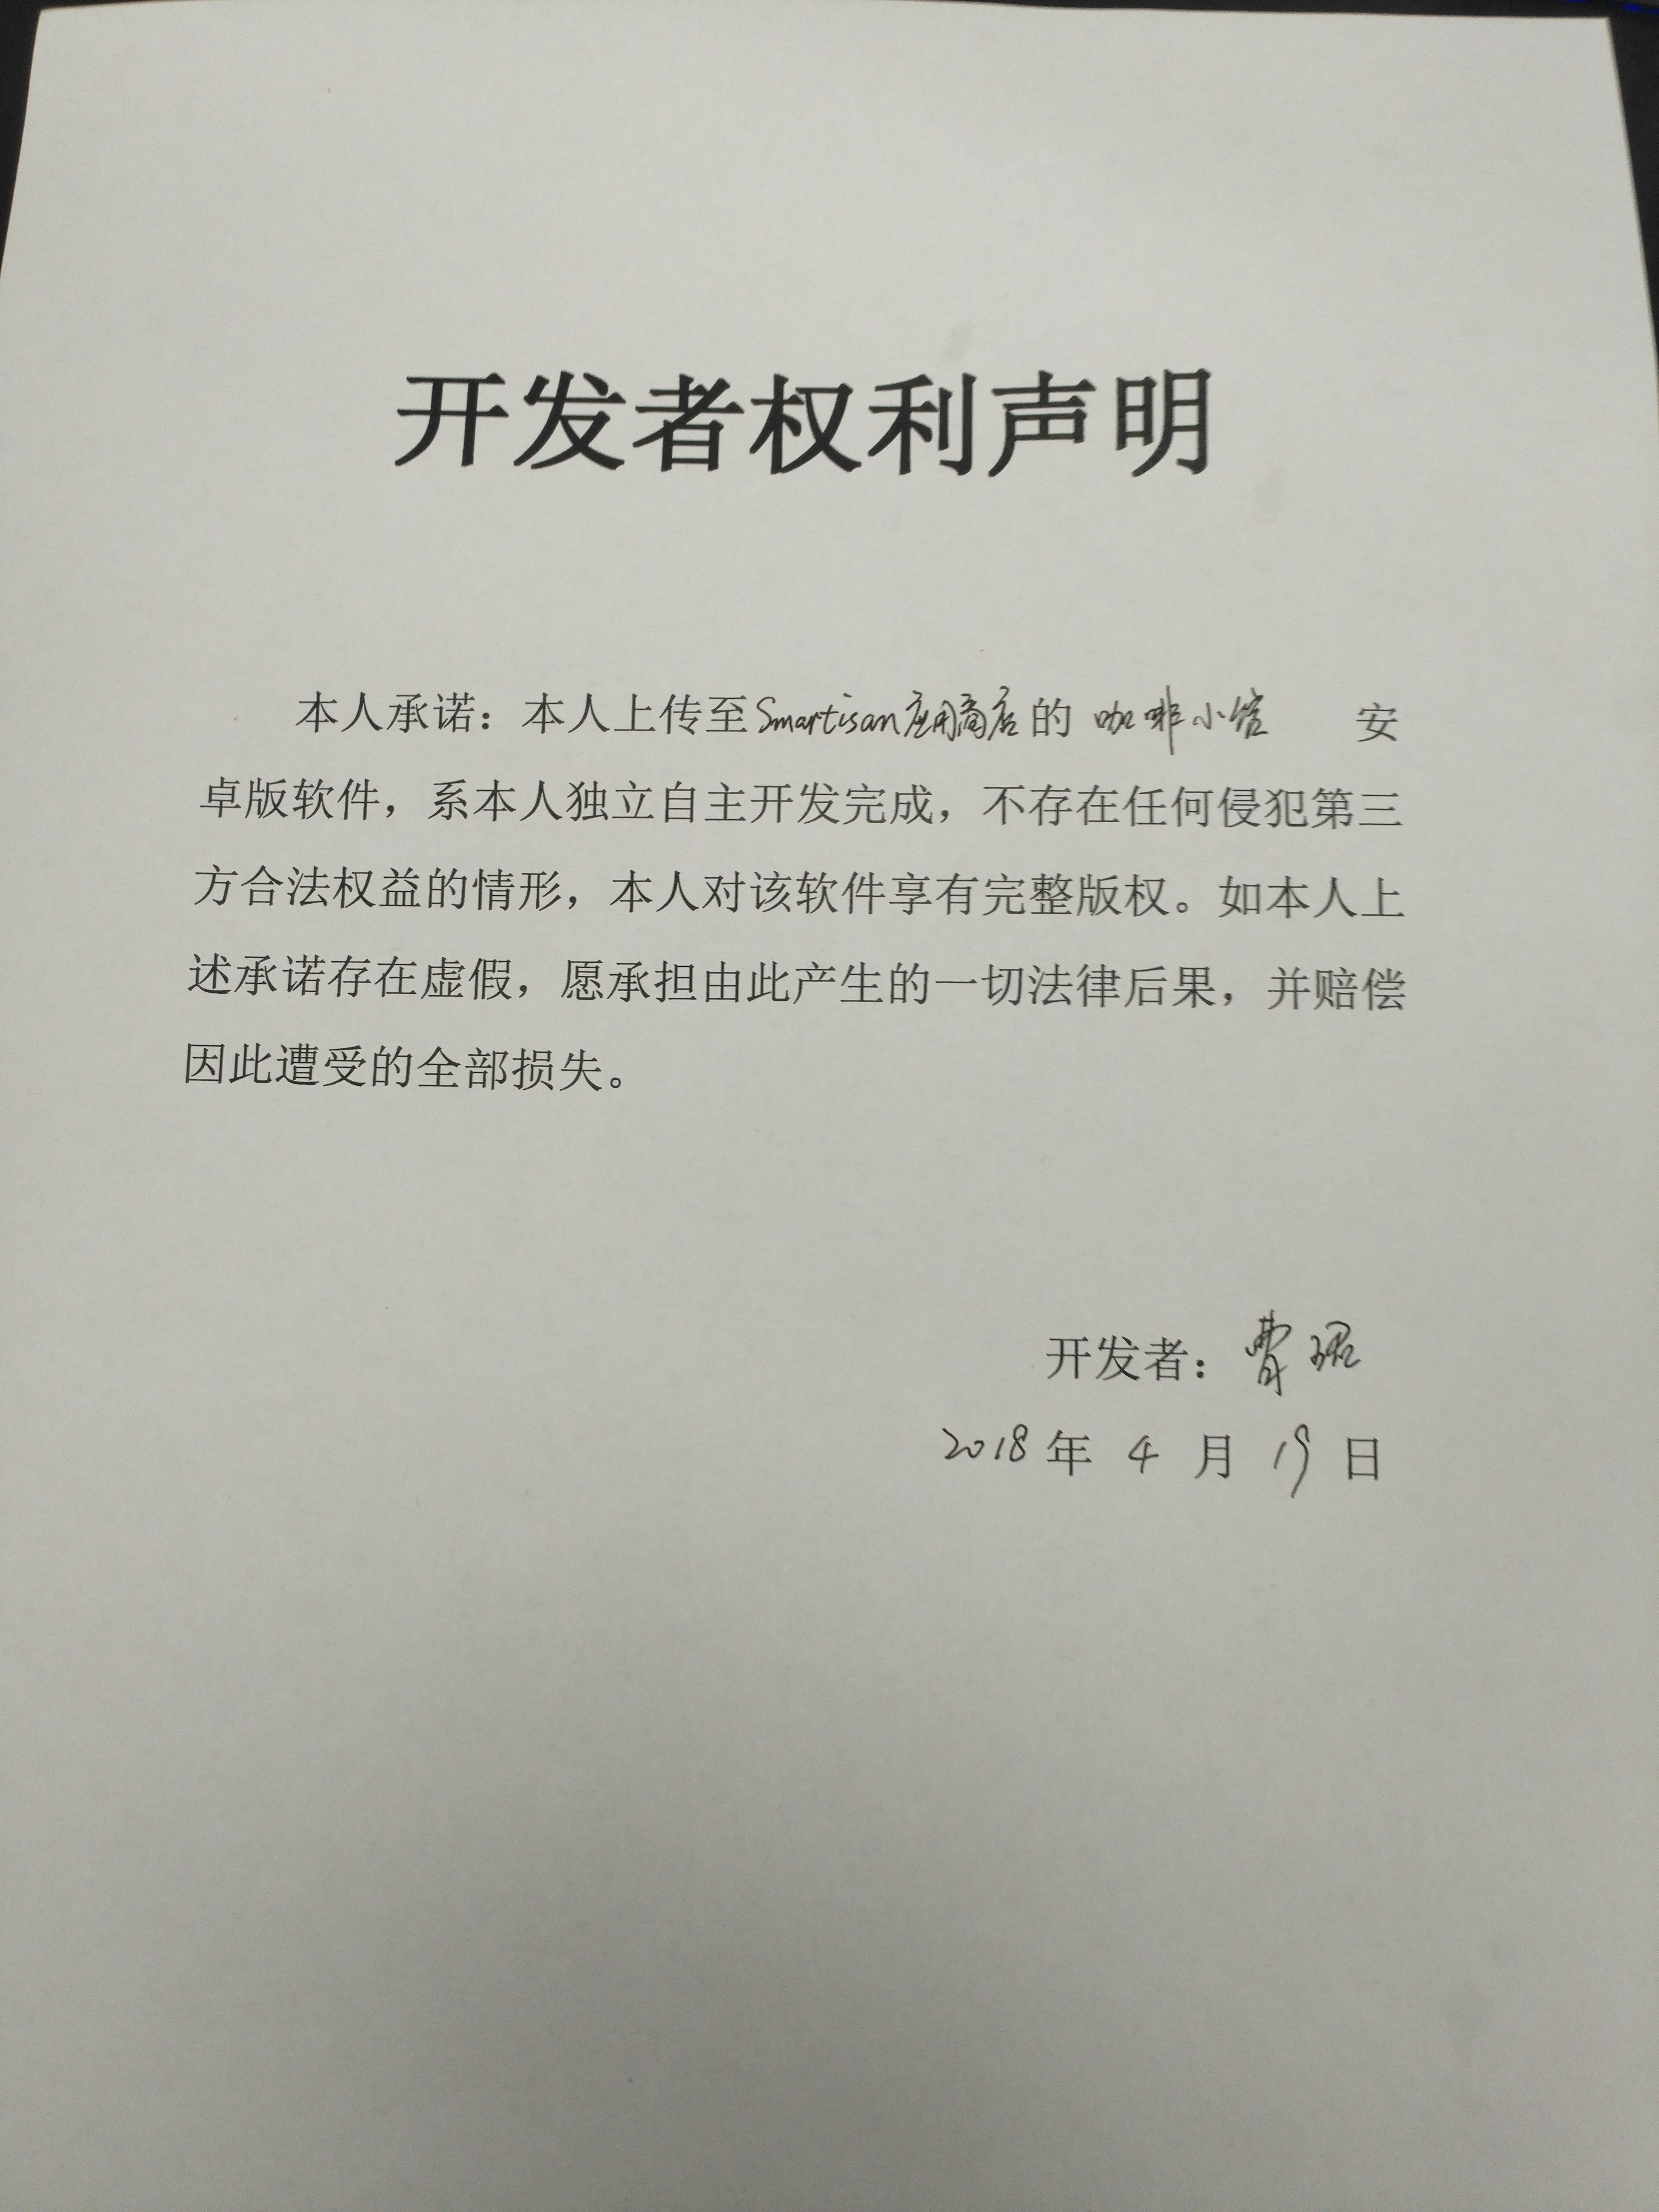 开发者权利声明
本人承诺：本人上传至Smartisan应用商店的 咖啡小馆 安
卓版软件，系本人独立自主开发完成，不存在任何侵犯第三
方合法权益的情形，本人对该软件享有完整版权。如本人上
述承诺存在虚假，愿承担由此产生的一切法律后果，并赔偿
因此遭受的全部损失。
开发者：
2018 年 4 月 19 日